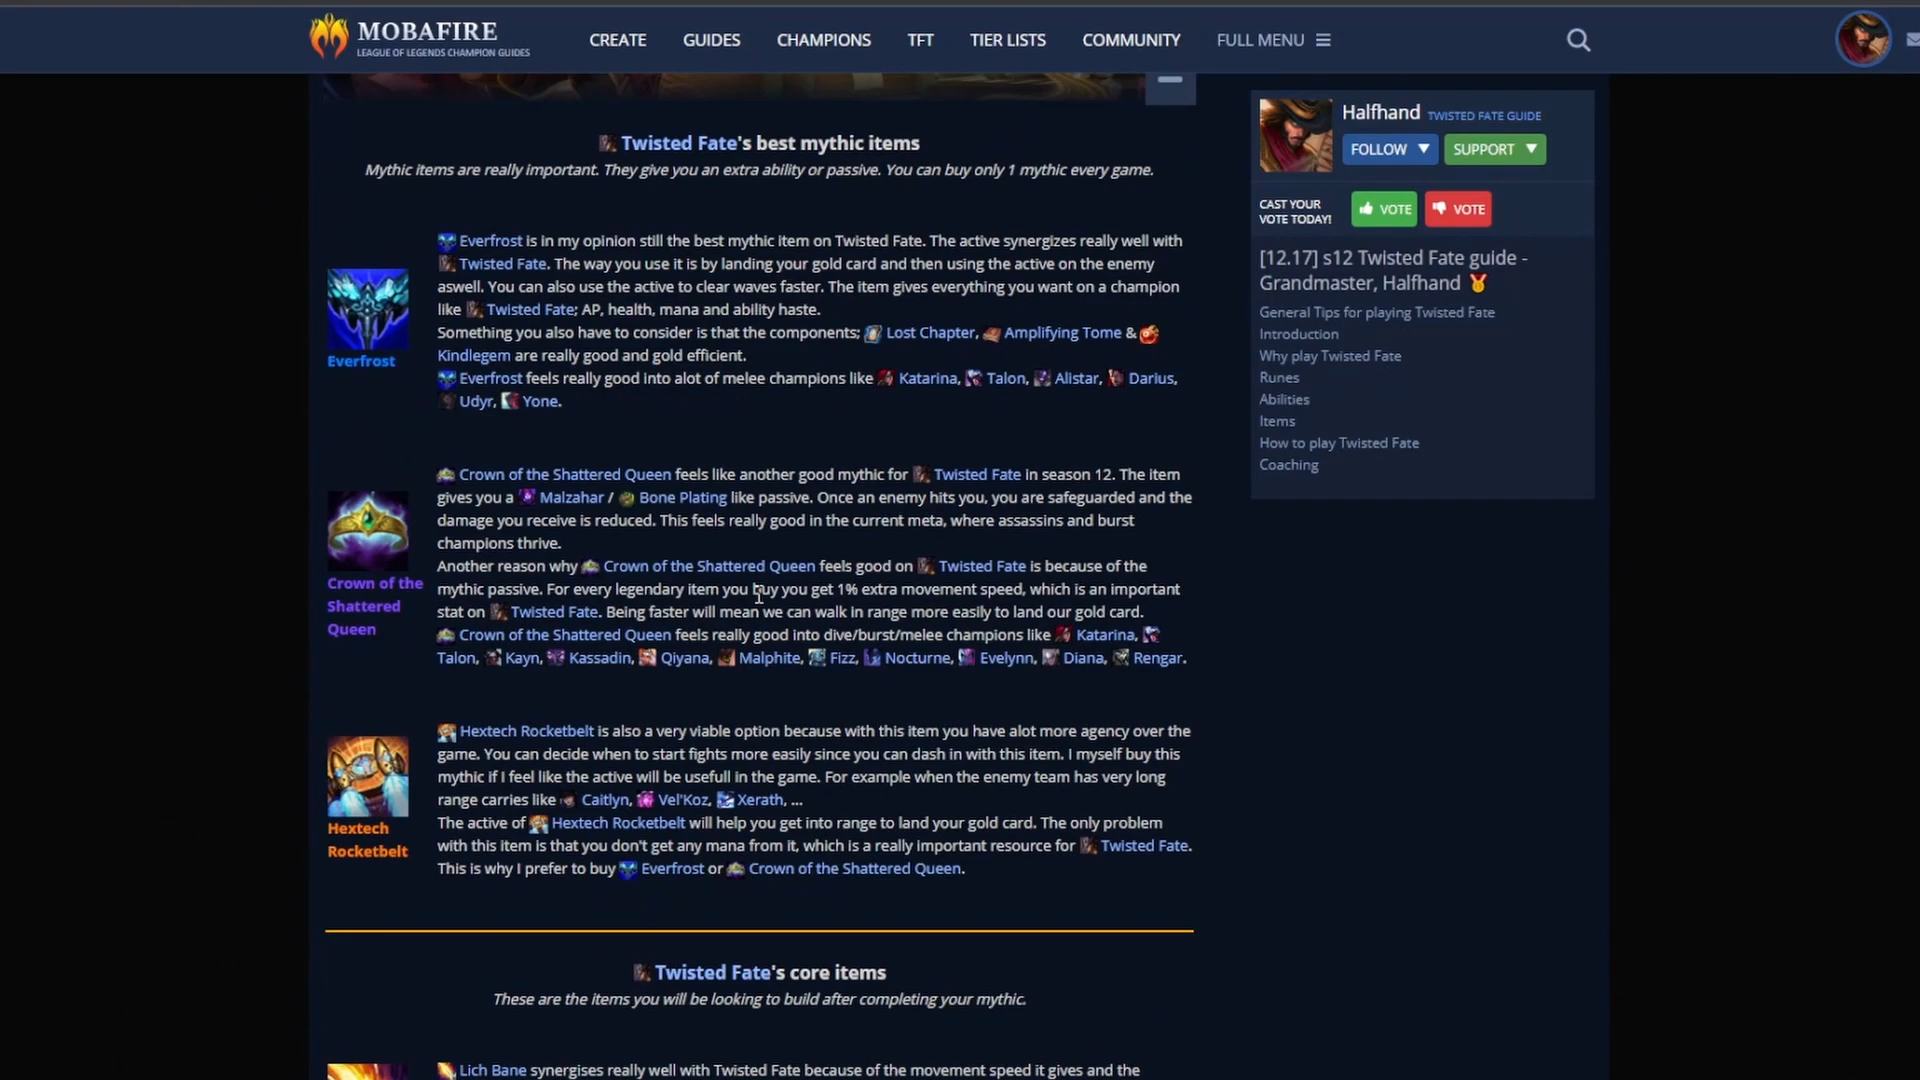 MOBAFIRE
LEAGUE OF LEGENDS CHAMPION GUIDES
CREATE
GUIDES
CHAMPIONS
TFT
TIER LISTS
COMMUNITY
FULL MENU
Twisted Fate's best mythic items
Mythic items are really important. They give you an extra ability or passive. You can buy only 1 mythic every game.
Everfrost
Everfrost is in my opinion still the best mythic item on Twisted Fate. The active synergizes really well with
Twisted Fate. The way you use it is by landing your gold card and then using the active on the enemy
aswell. You can also use the active to clear waves faster. The item gives everything you want on a champion
like Twisted Fate; AP, health, mana and ability haste.
Something you also have to consider is that the components; Lost Chapter, Amplifying Tome &
Kindlegem are really good and gold efficient.
Everfrost feels really good into alot of melee champions like Katarina, Talon, Alistar, Darius,
Udyr, Yone.
Crown of the
Shattered
Queen
Crown of the Shattered Queen feels like another good mythic for Twisted Fate in season 12. The item
gives you a Malzahar / Bone Plating like passive. Once an enemy hits you, you are safeguarded and the
damage you receive is reduced. This feels really good in the current meta, where assassins and burst
champions thrive.
Another reason why Crown of the Shattered Queen feels good on Twisted Fate is because of the
mythic passive. For every legendary item you buy you get 1% extra movement speed, which is an important
stat on Twisted Fate. Being faster will mean we can walk in range more easily to land our gold card.
Crown of the Shattered Queen feels really good into dive/burst/melee champions like Katarina,
Talon, Kayn, Kassadin, Qiyana, Malphite, Fizz, Nocturne, Evelynn, Diana, Rengar.
Hextech
Rocketbelt
Hextech Rocketbelt is also a very viable option because with this item you have alot more agency over the
game. You can decide when to start fights more easily since you can dash in with this item. I myself buy this
mythic if I feel like the active will be usefull in the game. For example when the enemy team has very long
range carries like Caitlyn, Vel'Koz, Xerath, ...
The active of Hextech Rocketbelt will help you get into range to land your gold card. The only problem
with this item is that you don't get any mana from it, which is a really important resource for Twisted Fate.
This is why I prefer to buy Everfrost or Crown of the Shattered Queen.
Twisted Fate's core items
These are the items you will be looking to build after completing your mythic.
Lich Bane synergises really well with Twisted Fate because of the movement speed it gives and the
Halfhand TWISTED FATE GUIDE
FOLLOW
SUPPORT
CAST YOUR
VOTE TODAY!
VOTE
VOTE
[12.17] s12 Twisted Fate guide -
Grandmaster, Halfhand
General Tips for playing Twisted Fate
Introduction
Why play Twisted Fate
Runes
Abilities
Items
How to play Twisted Fate
Coaching